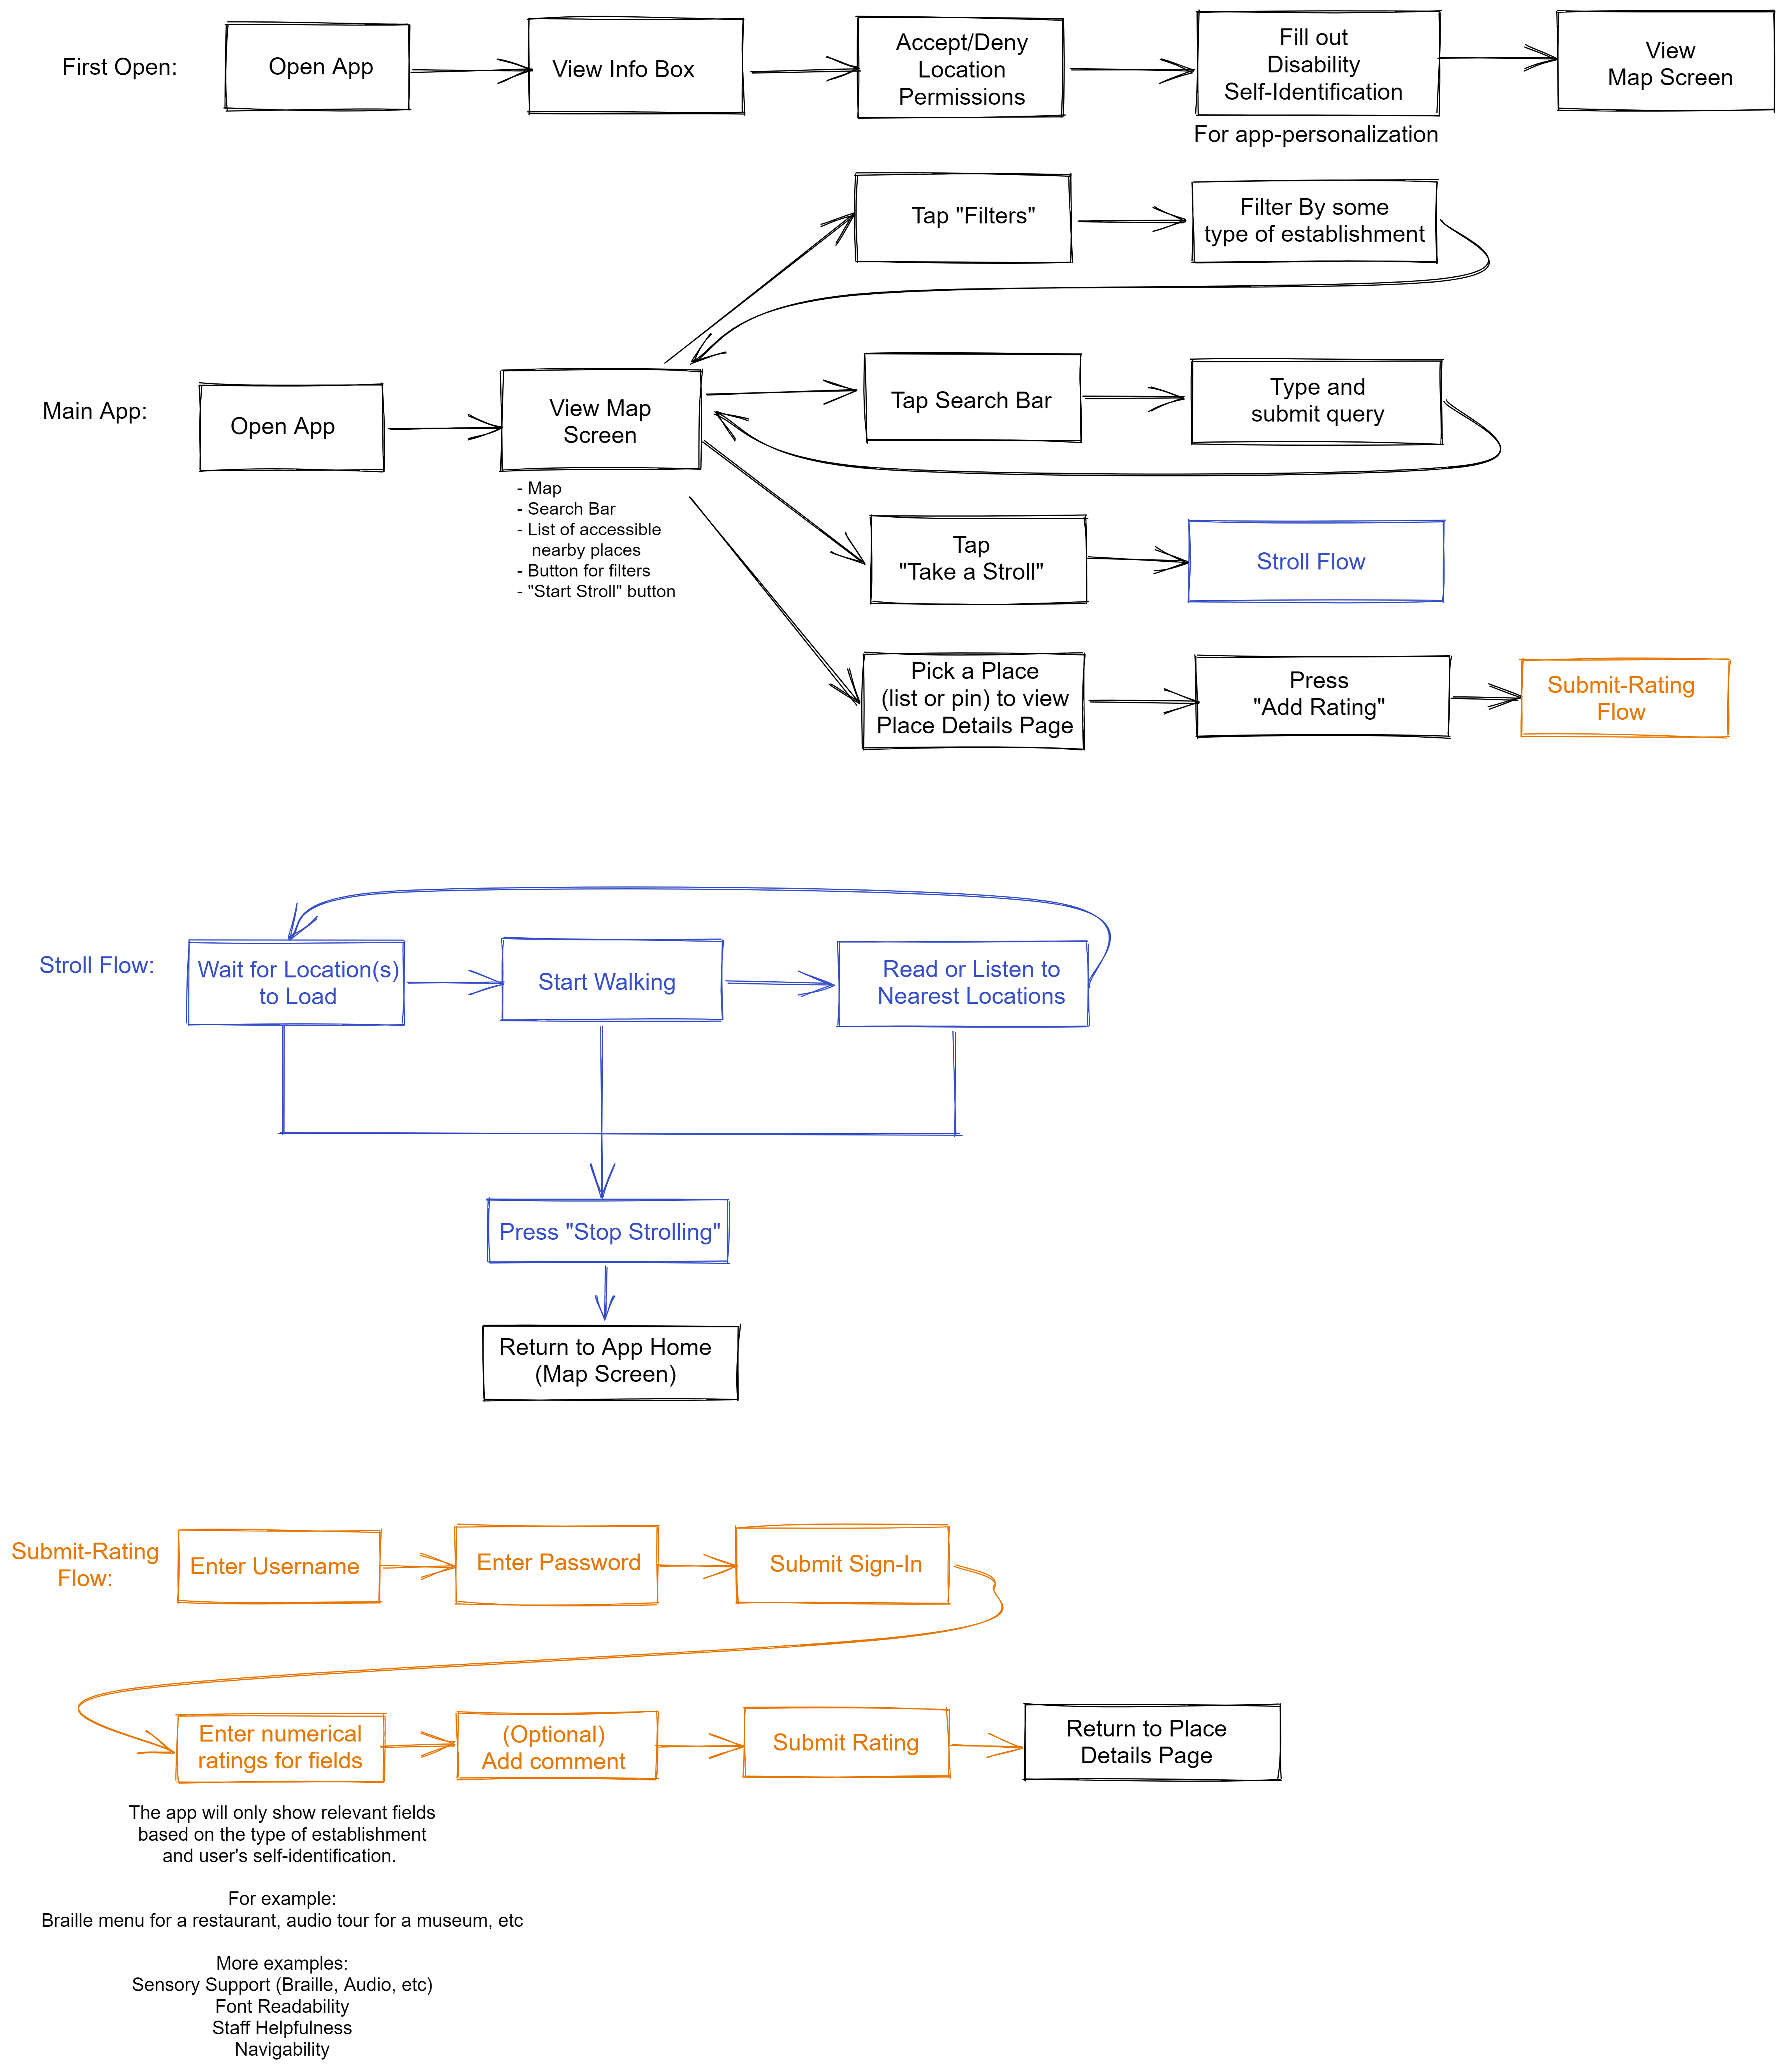 First Open:
Open App
View Info Box
Accept/Deny
Location
Permissions
Fill out
Disability
Self-Identification
For app-personalization
View
Map Screen
Tap "Filters"
Filter By some
type of establishment
Main App:
Open App
View Map
Screen
- Map
- Search Bar
- List of accessible
nearby places
- Button for filters
- "Start Stroll" button
Tap Search Bar
Type and
submit query
Tap
"Take a Stroll"
Stroll Flow
Pick a Place
(list or pin) to view
Place Details Page
Press
"Add Rating"
Submit-Rating
Flow
Stroll Flow:
Wait for Location(s)
to Load
Start Walking
Read or Listen to
Nearest Locations
Press "Stop Strolling"
Return to App Home
(Map Screen)
Submit-Rating
Flow:
Enter Username
Enter Password
Submit Sign-In
Enter numerical
ratings for fields
(Optional)
Add comment
Submit Rating
Return to Place
Details Page
The app will only show relevant fields
based on the type of establishment
and user's self-identification.
For example:
Braille menu for a restaurant, audio tour for a museum, etc
More examples:
Sensory Support (Braille, Audio, etc)
Font Readability
Staff Helpfulness
Navigability